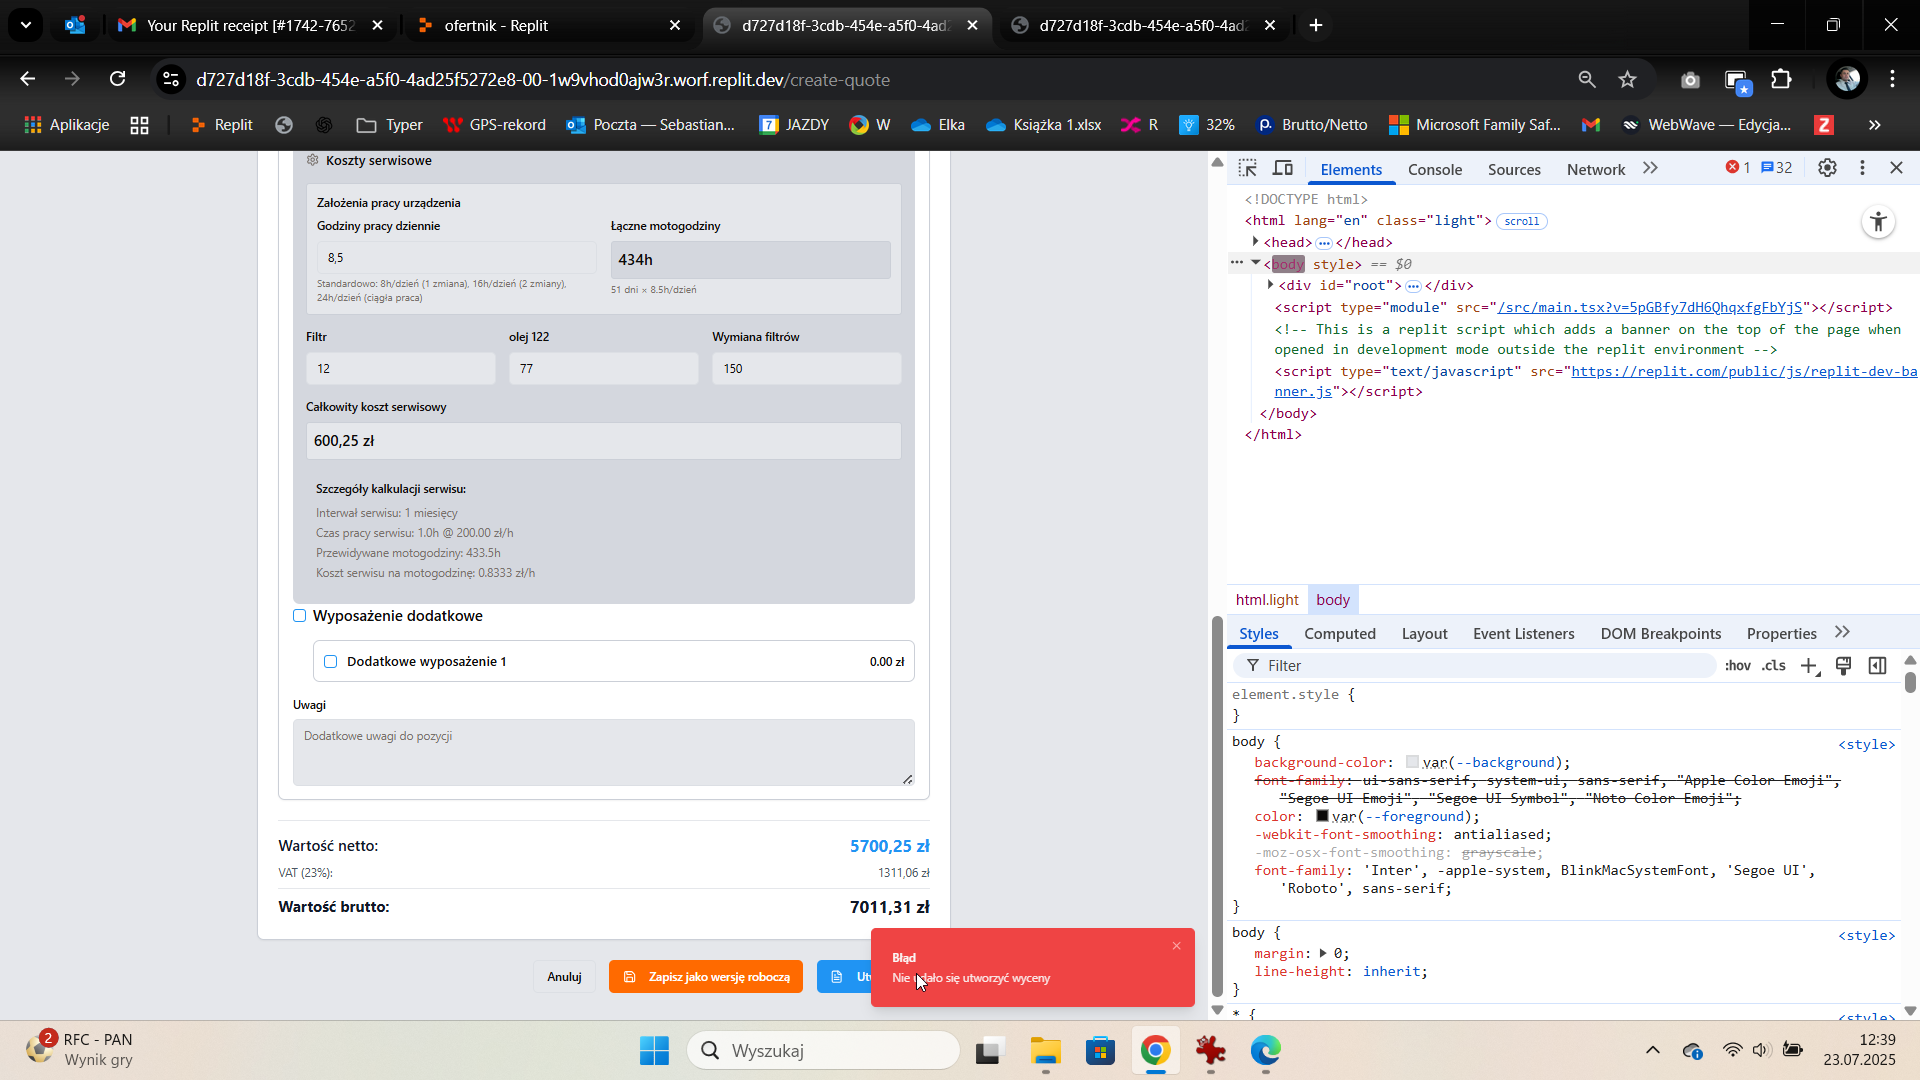 Your Replit receipt [#1742-7652
ofertnik - Replit
d727d18f-3cdb-454e-a5f0-4ad2
d727d18f-3cdb-454e-a5f0-4ad2
d727d18f-3cdb-454e-a5f0-4ad25f5272e8-00-1w9vhod0ajw3r.worf.replit.dev/create-quote
Aplikacje
Replit
Typer
GPS-rekord
Poczta — Sebastian...
7 JAZDY
W
Elka
Książka 1.xlsx
R
32%
Brutto/Netto
Microsoft Family Saf...
WebWave — Edycja...
Z
»
Koszty serwisowe
Założenia pracy urządzenia
Godziny pracy dziennie
Łączne motogodziny
8,5
434h
Standardowo: 8h/dzień (1 zmiana), 16h/dzień (2 zmiany),
24h/dzień (ciągła praca)
51 dni × 8.5h/dzień
Filtr
olej 122
Wymiana filtrów
12
77
150
Całkowity koszt serwisowy
600,25 zł
Szczegóły kalkulacji serwisu:
Interwał serwisu: 1 miesięcy
Czas pracy serwisu: 1.0h @ 200.00 zł/h
Przewidywane motogodziny: 433.5h
Koszt serwisu na motogodzinę: 0.8333 zł/h
Wyposażenie dodatkowe
Dodatkowe wyposażenie 1
0.00 zł
Uwagi
Dodatkowe uwagi do pozycji
Wartość netto:
5700,25 zł
VAT (23%):
1311,06 zł
Wartość brutto:
7011,31 zł
Anuluj
Zapisz jako wersję roboczą
Błąd
Nie udało się utworzyć wyceny
Elements
Console
Sources
Network
1
32
<!DOCTYPE html>
<html lang="en" class="light"> scroll
<head> ... </head>
<body style> == $0
<div id="root"> ... </div>
<script type="module" src="/src/main.tsx?v=5pGBfy7dH6QhqxfgFbYjS"></script>
<!-- This is a replit script which adds a banner on the top of the page when
opened in development mode outside the replit environment -->
<script type="text/javascript" src="https://replit.com/public/js/replit-dev-ba
nner.js"></script>
</body>
</html>
html.light
body
Styles
Computed
Layout
Event Listeners
DOM Breakpoints
Properties
Filter
:hov
.cls
element.style {
}
body {
<style>
background-color: var(--background);
font-family: ui-sans-serif, system-ui, sans-serif, "Apple Color Emoji",
"Segoe UI Emoji", "Segoe UI Symbol", "Noto Color Emoji";
color: var(--foreground);
-webkit-font-smoothing: antialiased;
-moz-osx-font-smoothing: grayscale;
font-family: 'Inter', -apple-system, BlinkMacSystemFont, 'Segoe UI',
'Roboto', sans-serif;
}
body {
<style>
margin: 0;
line-height: inherit;
}
* {
<style>
2
RFC - PAN
Wynik gry
Wyszukaj
12:39
23.07.2025